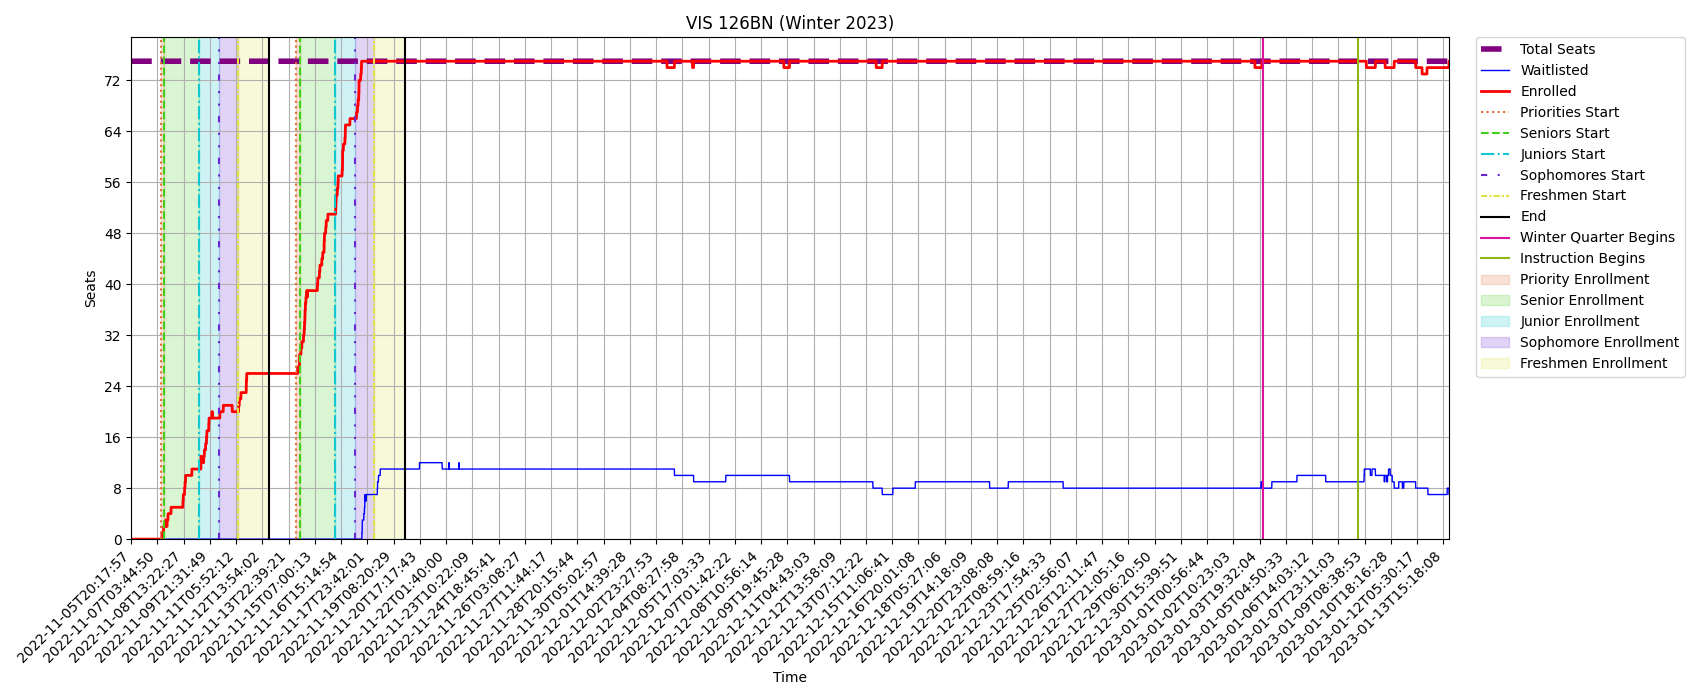 VIS 126BN (Winter 2023)
Seats
72
64
56
48
40
32
24
16
8
0
2022-11-05T20:17:57
2022-11-07T03:44:50
2022-11-08T13:22:27
2022-11-09T21:31:49
2022-11-11T05:52:12
2022-11-12T13:54:02
2022-11-13T22:39:21
2022-11-15T07:00:13
2022-11-16T15:14:54
2022-11-17T23:42:01
2022-11-19T08:20:29
2022-11-20T17:17:43
2022-11-22T01:40:00
2022-11-23T10:22:09
2022-11-24T18:45:41
2022-11-26T03:08:27
2022-11-27T11:44:17
2022-11-28T20:15:44
2022-11-30T05:02:57
2022-12-01T14:39:28
2022-12-02T23:27:53
2022-12-04T08:27:58
2022-12-05T17:03:33
2022-12-07T01:42:22
2022-12-08T10:56:14
2022-12-09T19:45:28
2022-12-11T04:43:03
2022-12-12T13:58:09
2022-12-13T07:12:22
2022-12-15T11:06:41
2022-12-16T20:01:08
2022-12-18T05:27:06
2022-12-19T14:18:09
2022-12-20T23:08:08
2022-12-22T08:59:16
2022-12-23T17:54:33
2022-12-25T02:56:07
2022-12-26T12:11:47
2022-12-27T21:05:16
2022-12-29T06:20:50
2022-12-30T15:39:51
2023-01-01T00:56:44
2023-01-02T10:23:03
2023-01-03T19:32:04
2023-01-05T04:50:33
2023-01-06T14:03:12
2023-01-07T23:11:03
2023-01-09T08:38:53
2023-01-10T18:16:28
2023-01-12T05:30:17
2023-01-13T15:18:08
Time
Total Seats
Waitlisted
Enrolled
Priorities Start
Seniors Start
Juniors Start
Sophomores Start
Freshmen Start
End
Winter Quarter Begins
Instruction Begins
Priority Enrollment
Senior Enrollment
Junior Enrollment
Sophomore Enrollment
Freshmen Enrollment